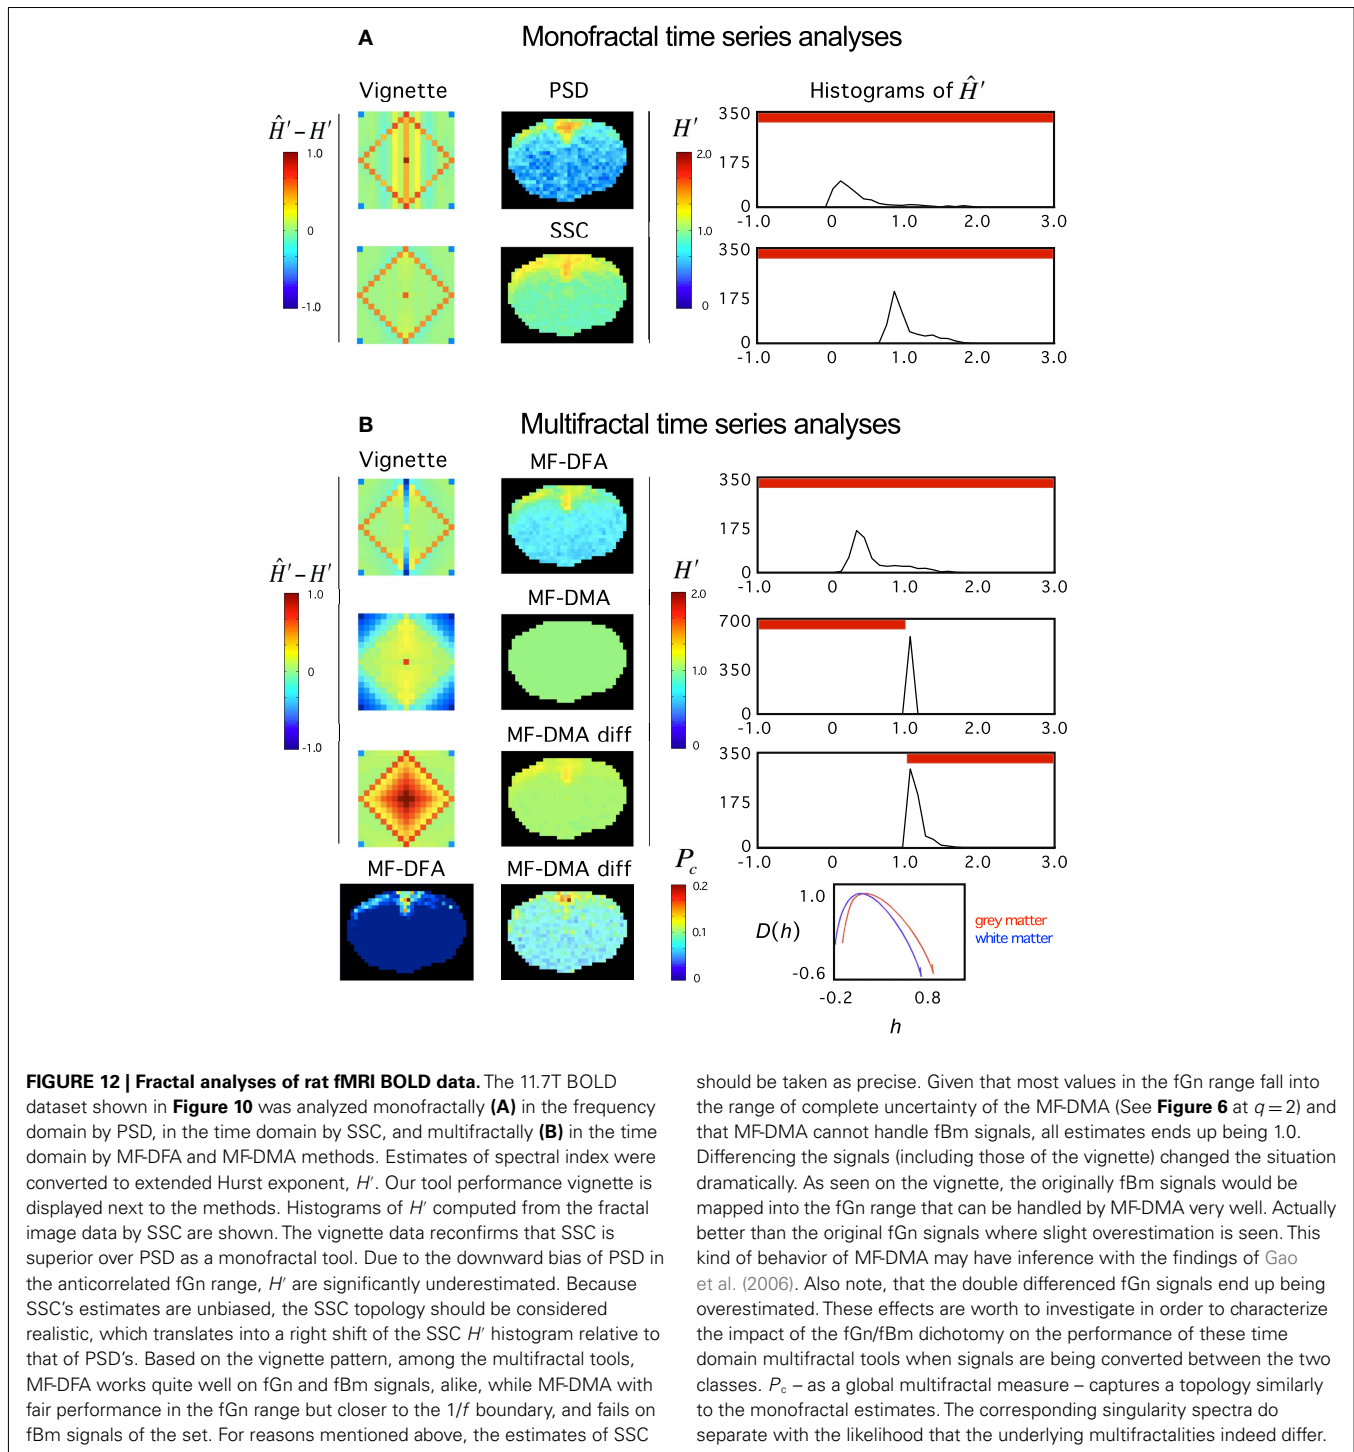 A
Monofractal time series analyses
Vignette
PSD
Histograms of Ĥ′
Ĥ′ – H′
1.0
0
-1.0
H′
2.0
1.0
0
350
175
0
-1.0 0 1.0 2.0 3.0
SSC
350
175
0
-1.0 0 1.0 2.0 3.0
B
Multifractal time series analyses
Vignette
MF-DFA
350
175
0
-1.0 0 1.0 2.0 3.0
Ĥ′ – H′
1.0
0
-1.0
H′
2.0
1.0
0
MF-DMA
700
350
0
-1.0 0 1.0 2.0 3.0
MF-DMA diff
350
175
0
-1.0 0 1.0 2.0 3.0
MF-DFA
MF-DMA diff
Pc
0.2
0.1
0
1.0
D(h)
-0.6
-0.2 0.8
h
grey matter
white matter
FIGURE 12 | Fractal analyses of rat fMRI BOLD data. The 11.7T BOLD
dataset shown in Figure 10 was analyzed monofractally (A) in the frequency
domain by PSD, in the time domain by SSC, and multifractally (B) in the time
domain by MF-DFA and MF-DMA methods. Estimates of spectral index were
converted to extended Hurst exponent, H′. Our tool performance vignette is
displayed next to the methods. Histograms of H′ computed from the fractal
image data by SSC are shown. The vignette data reconfirms that SSC is
superior over PSD as a monofractal tool. Due to the downward bias of PSD in
the anticorrelated fGn range, H′ are significantly underestimated. Because
SSC's estimates are unbiased, the SSC topology should be considered
realistic, which translates into a right shift of the SSC H′ histogram relative to
that of PSD's. Based on the vignette pattern, among the multifractal tools,
MF-DFA works quite well on fGn and fBm signals, alike, while MF-DMA with
fair performance in the fGn range but closer to the 1/f boundary, and fails on
fBm signals of the set. For reasons mentioned above, the estimates of SSC
should be taken as precise. Given that most values in the fGn range fall into
the range of complete uncertainty of the MF-DMA (See Figure 6 at q = 2) and
that MF-DMA cannot handle fBm signals, all estimates ends up being 1.0.
Differencing the signals (including those of the vignette) changed the situation
dramatically. As seen on the vignette, the originally fBm signals would be
mapped into the fGn range that can be handled by MF-DMA very well. Actually
better than the original fGn signals where slight overestimation is seen. This
kind of behavior of MF-DMA may have inference with the findings of Gao
et al. (2006). Also note, that the double differenced fGn signals end up being
overestimated. These effects are worth to investigate in order to characterize
the impact of the fGn/fBm dichotomy on the performance of these time
domain multifractal tools when signals are being converted between the two
classes. Pc – as a global multifractal measure – captures a topology similarly
to the monofractal estimates. The corresponding singularity spectra do
separate with the likelihood that the underlying multifractalities indeed differ.